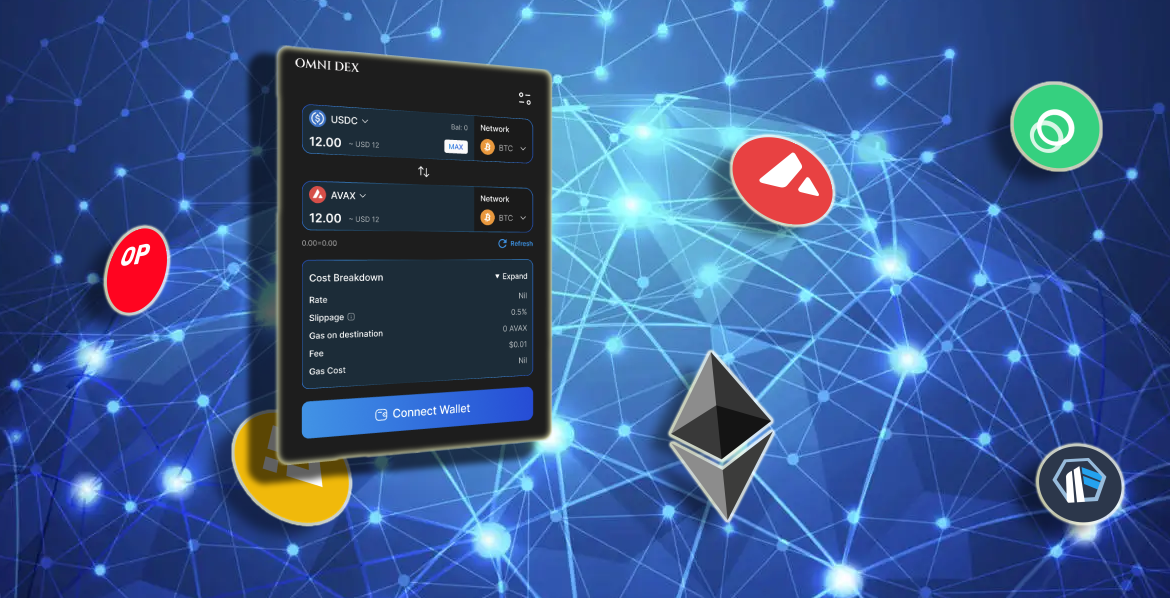 OMNI DEX
USDC
Bal: 0
12.00 ~ USD 12
MAX
Network
BTC
AVAX
12.00 ~ USD 12
Network
BTC
0.00=0.00
Refresh
Cost Breakdown
▼ Expand
Rate
Nil
Slippage
0.5%
Gas on destination
0 AVAX
Fee
$0.01
Gas Cost
Nil
Connect Wallet
OP